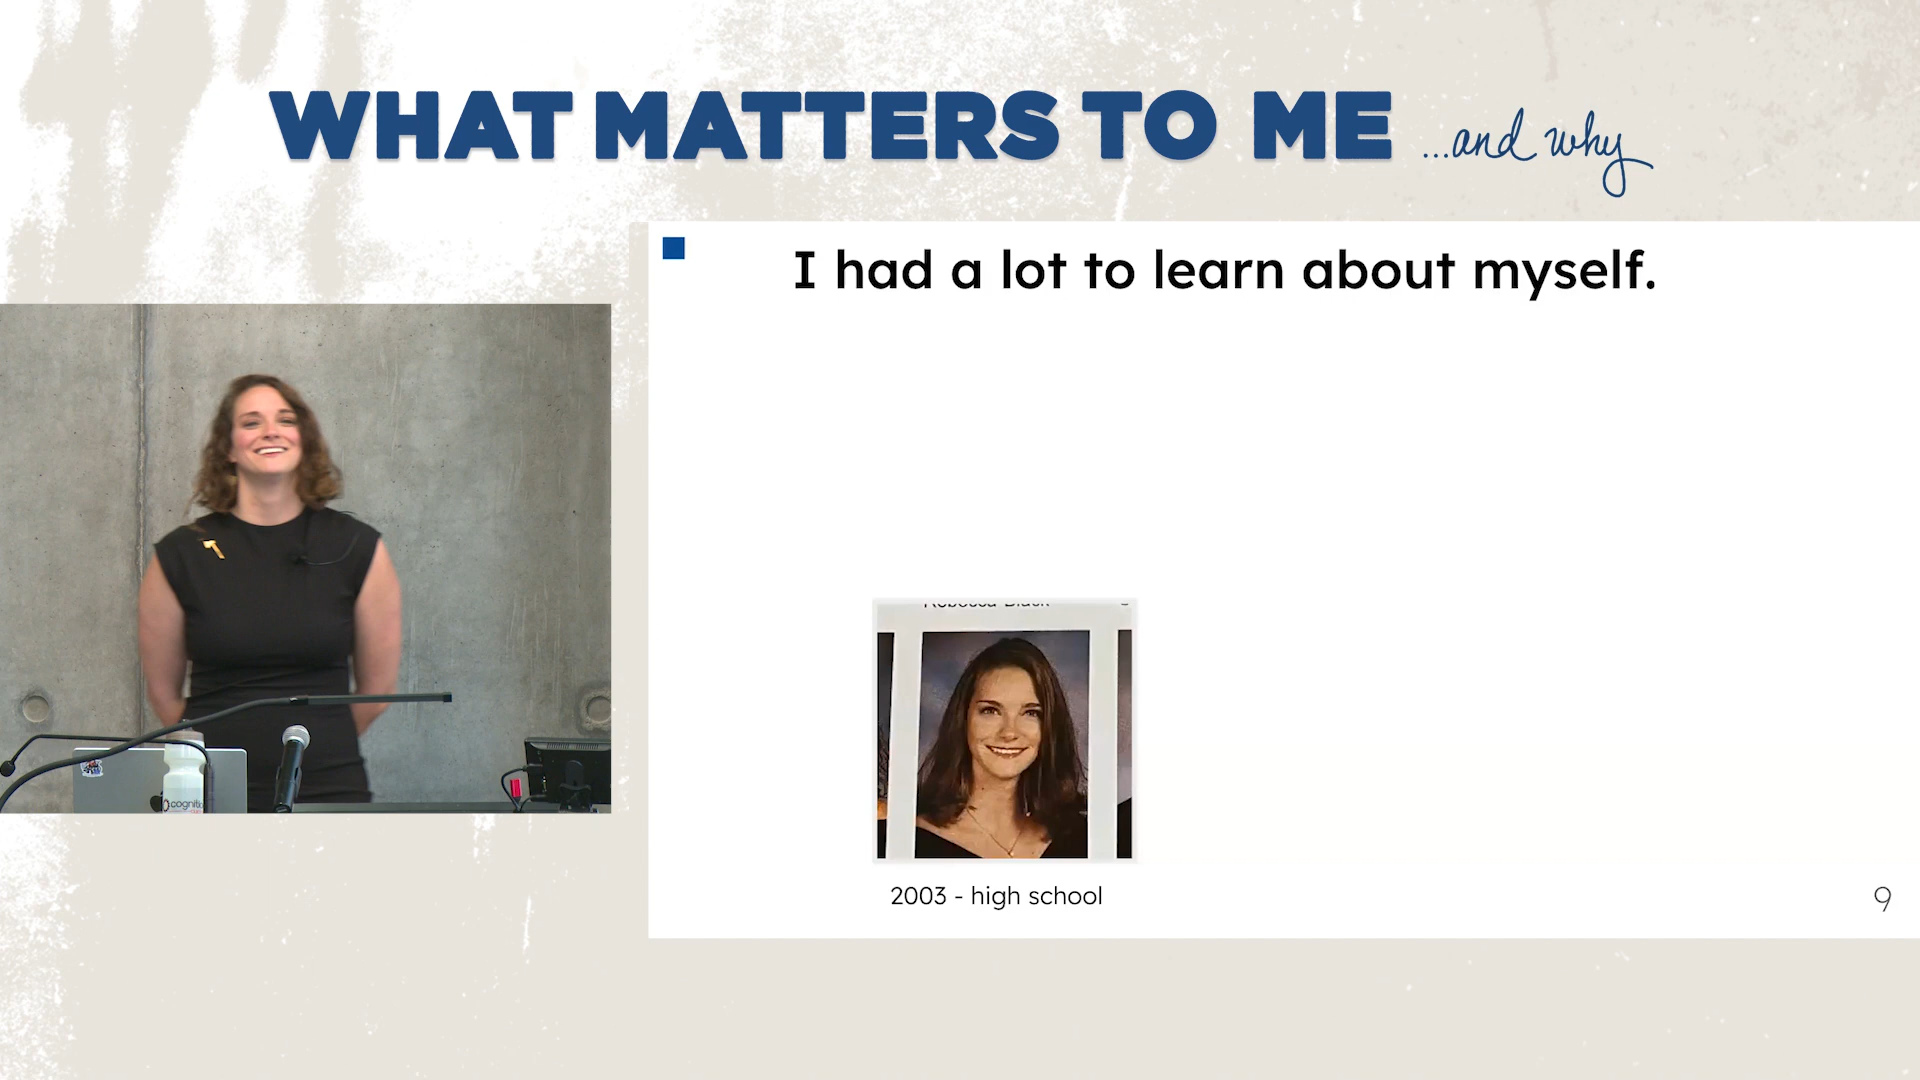 WHAT MATTERS TO ME ...and why
I had a lot to learn about myself.
2003 - high school
9